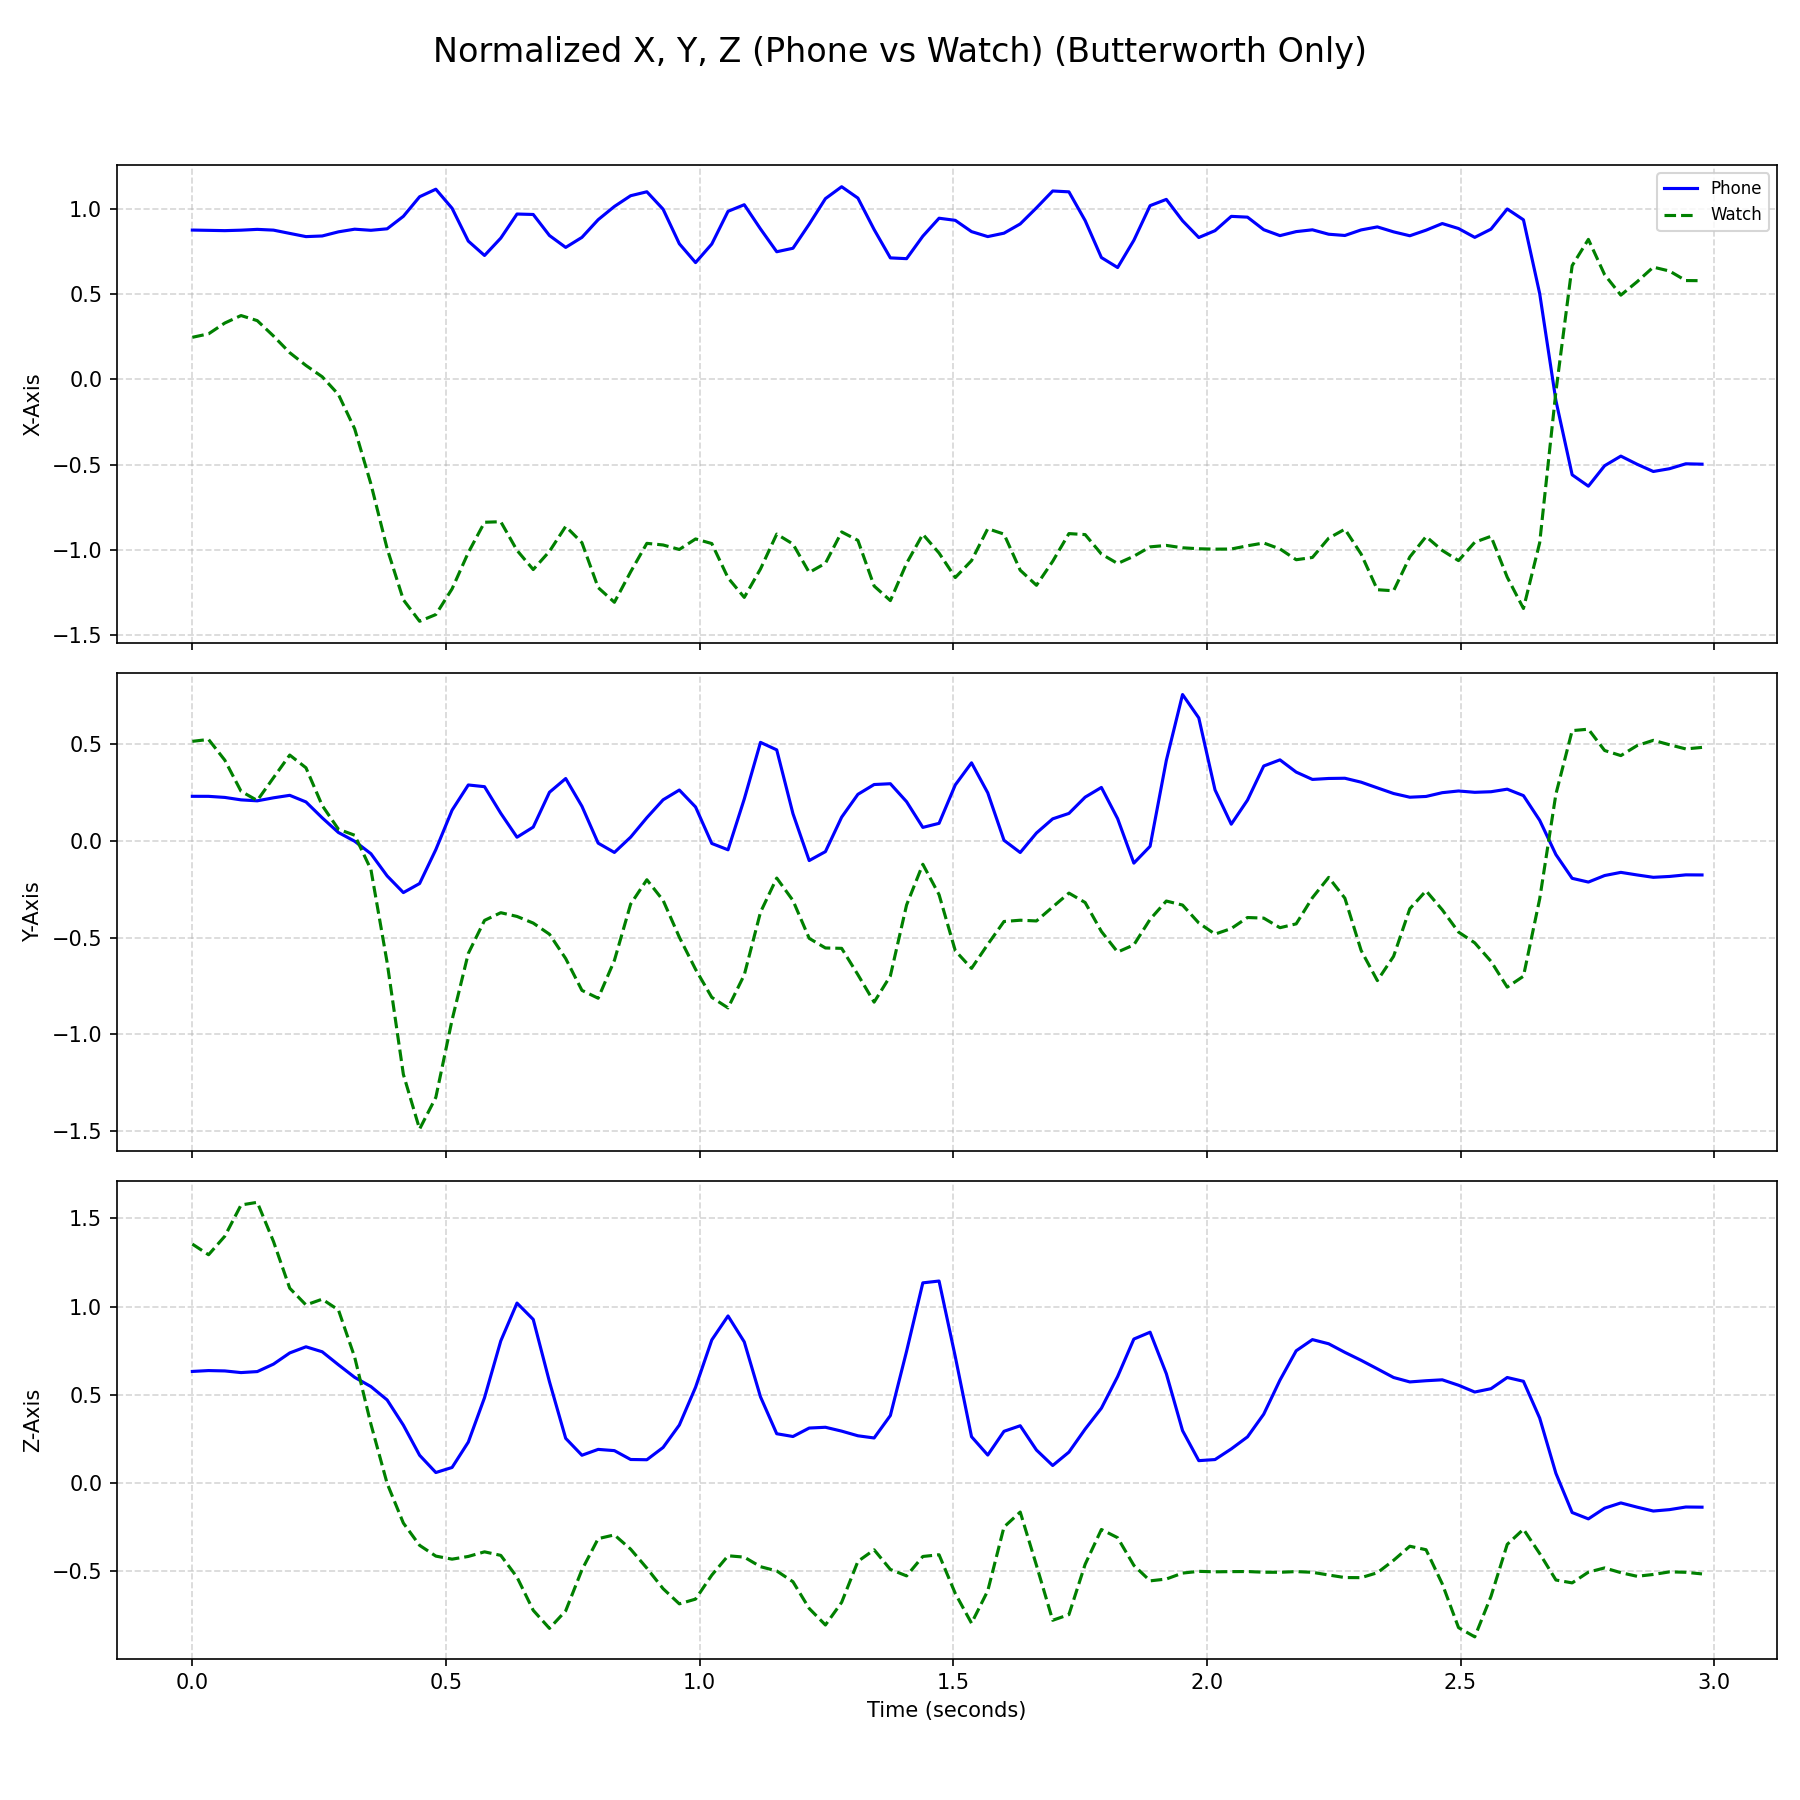 Normalized X, Y, Z (Phone vs Watch) (Butterworth Only)
Phone
Watch
X-Axis
1.0
0.5
0.0
−0.5
−1.0
−1.5
Y-Axis
0.5
0.0
−0.5
−1.0
−1.5
Z-Axis
1.5
1.0
0.5
0.0
−0.5
0.0 0.5 1.0 1.5 2.0 2.5 3.0
Time (seconds)